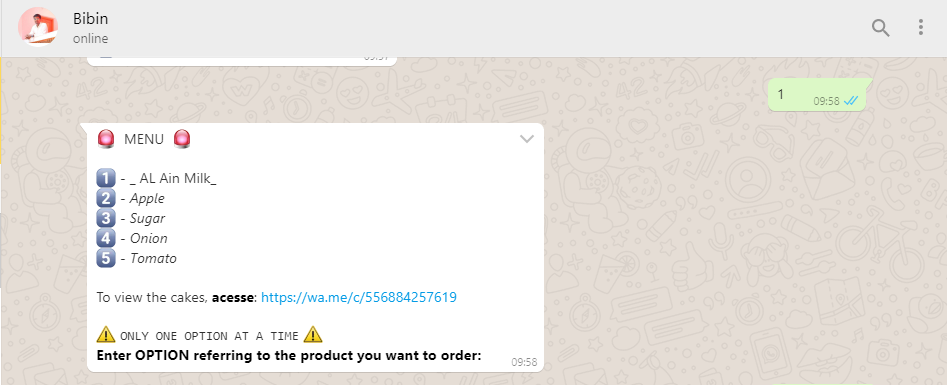 Bibin
online
09:57
1
09:58
MENU
1 - _ AL Ain Milk_
2 - Apple
3 - Sugar
4 - Onion
5 - Tomato
To view the cakes, acesse: https://wa.me/c/556884257619
ONLY ONE OPTION AT A TIME
Enter OPTION referring to the product you want to order:
09:58